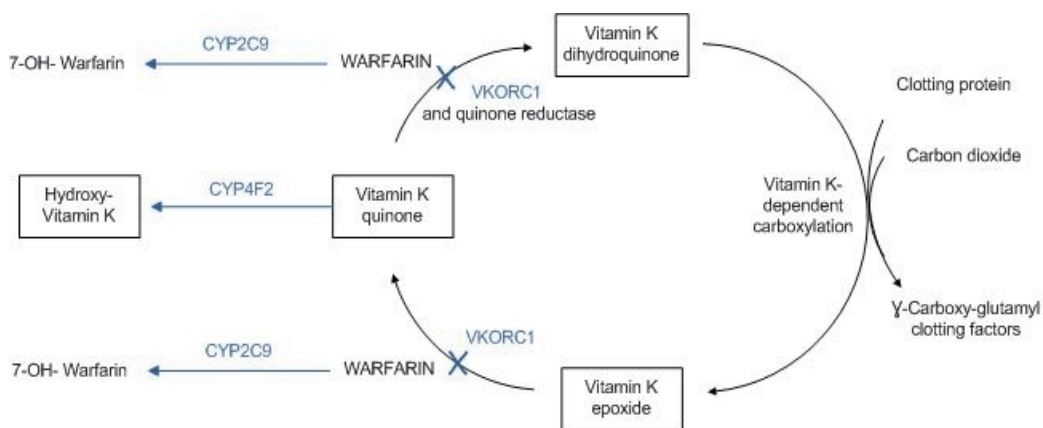 Vitamin K
dihydroquinone
CYP2C9
7-OH- Warfarin
WARFARIN
VKORC1
and quinone reductase
Clotting protein
Carbon dioxide
Hydroxy-
Vitamin K
CYP4F2
Vitamin K
quinone
Vitamin K-
dependent
carboxylation
Ɣ-Carboxy-glutamyl
clotting factors
VKORC1
CYP2C9
7-OH- Warfarin
WARFARIN
Vitamin K
epoxide